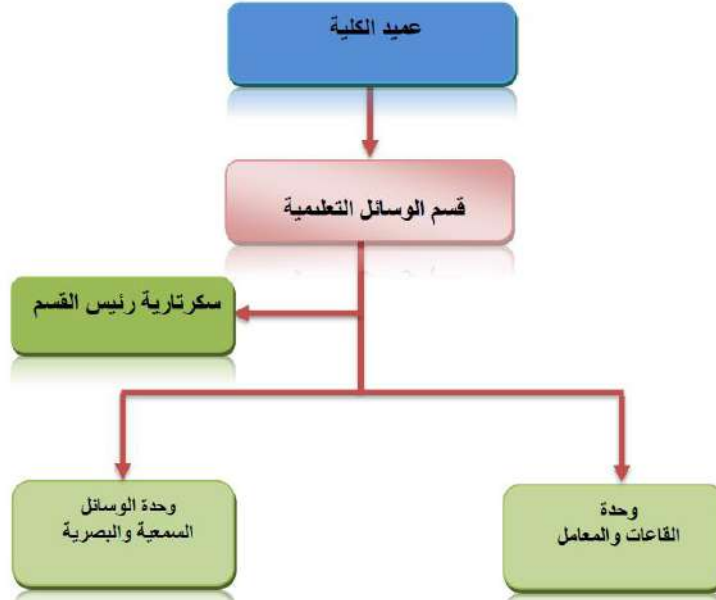 عميد الكلية
قسم الوسائل التعليمية
سكرتارية رئيس القسم
وحدة
القاعات والمعامل
وحدة الوسائل
السمعية والبصرية